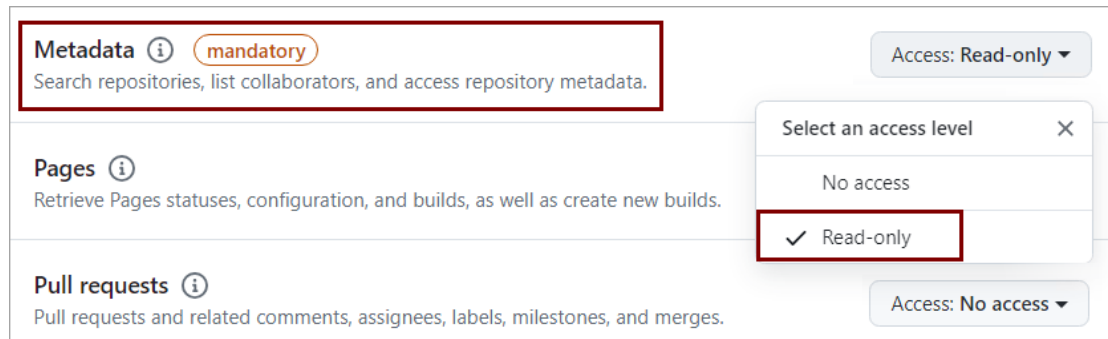 Metadata mandatory
Access: Read-only
Search repositories, list collaborators, and access repository metadata.
Select an access level
No access
Read-only
Pages
Retrieve Pages statuses, configuration, and builds, as well as create new builds.
Pull requests
Access: No access
Pull requests and related comments, assignees, labels, milestones, and merges.